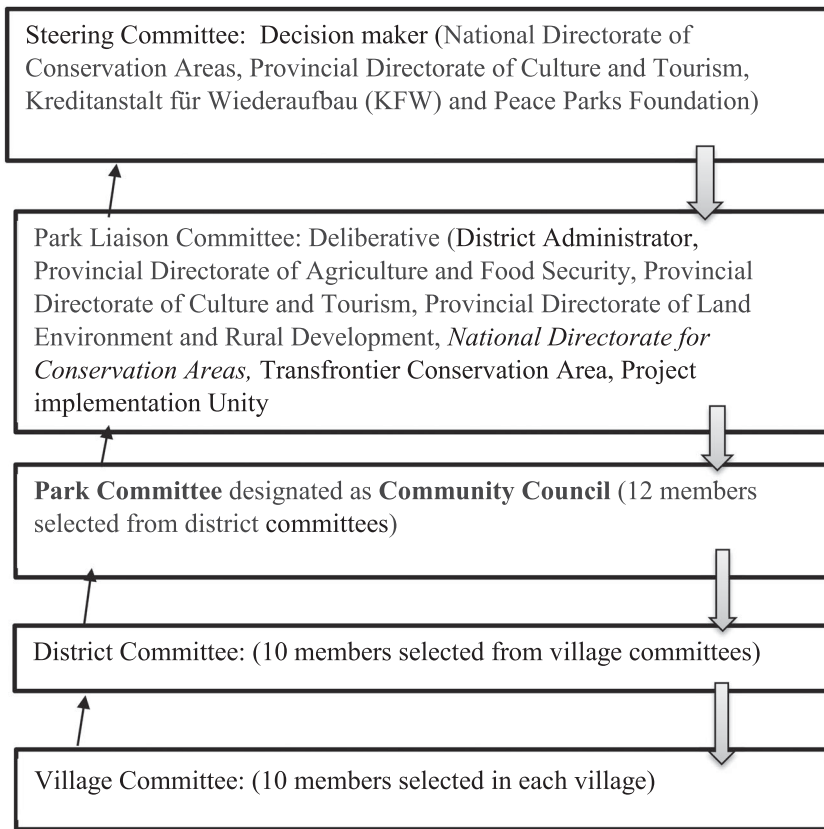 Steering Committee: Decision maker (National Directorate of
Conservation Areas, Provincial Directorate of Culture and Tourism,
Kreditanstalt für Wiederaufbau (KFW) and Peace Parks Foundation)
Park Liaison Committee: Deliberative (District Administrator,
Provincial Directorate of Agriculture and Food Security, Provincial
Directorate of Culture and Tourism, Provincial Directorate of Land
Environment and Rural Development, National Directorate for
Conservation Areas, Transfrontier Conservation Area, Project
implementation Unity
Park Committee designated as Community Council (12 members
selected from district committees)
District Committee: (10 members selected from village committees)
Village Committee: (10 members selected in each village)